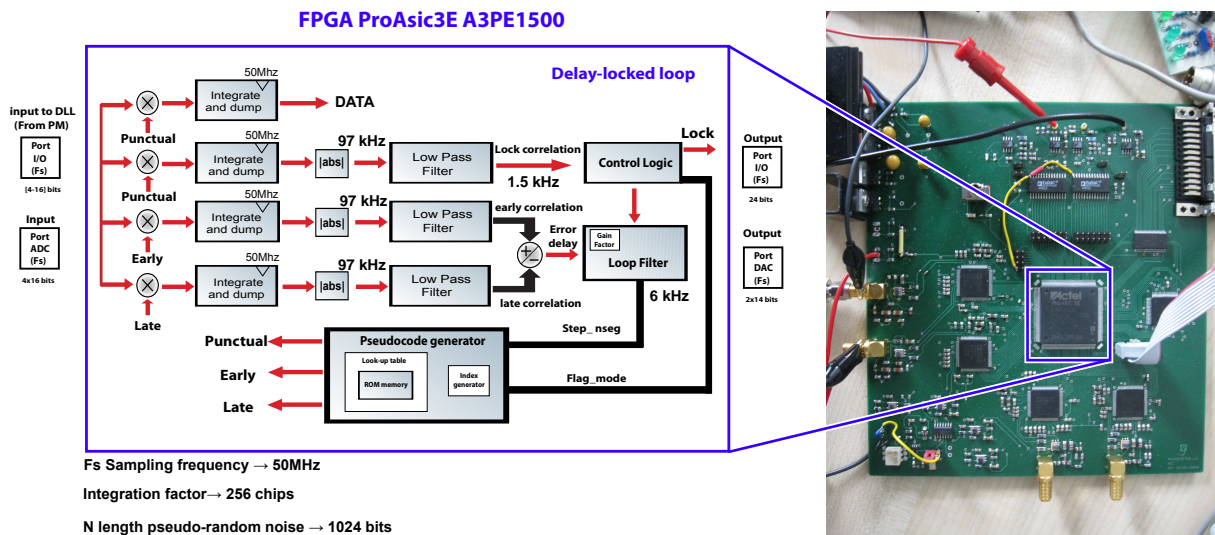 FPGA ProAsic3E A3PE1500
Delay-locked loop
input to DLL
(From PM)
Port
I/O
(Fs)
[4-16] bits
Input
Port
ADC
(Fs)
4x16 bits
50Mhz
Integrate
and dump
DATA
Punctual
50Mhz
Integrate
and dump
97 kHz
|abs|
Low Pass
Filter
Lock correlation
1.5 kHz
Control Logic
Lock
Punctual
50Mhz
Integrate
and dump
97 kHz
|abs|
Low Pass
Filter
early correlation
Early
50Mhz
Integrate
and dump
97 kHz
|abs|
Low Pass
Filter
late correlation
Late
+
−
Error
delay
Gain
Factor
Loop Filter
6 kHz
Output
Port
I/O
(Fs)
24 bits
Output
Port
DAC
(Fs)
2x14 bits
Step_ nseg
Flag_mode
Pseudocode generator
Look-up table
ROM memory
Index
generator
Punctual
Early
Late
Fs Sampling frequency → 50MHz
Integration factor→ 256 chips
N length pseudo-random noise → 1024 bits
Actel